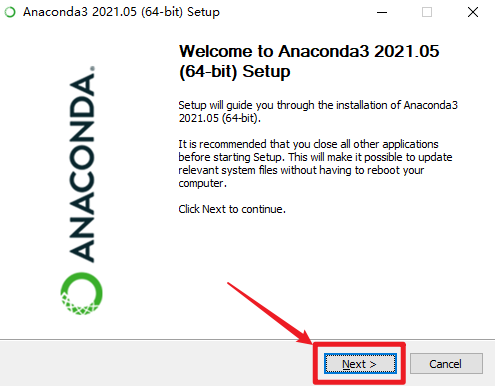 Anaconda3 2021.05 (64-bit) Setup
Welcome to Anaconda3 2021.05
(64-bit) Setup
Setup will guide you through the installation of Anaconda3
2021.05 (64-bit).
It is recommended that you close all other applications
before starting Setup. This will make it possible to update
relevant system files without having to reboot your
computer.
Click Next to continue.
ANACONDA.
Next >
Cancel